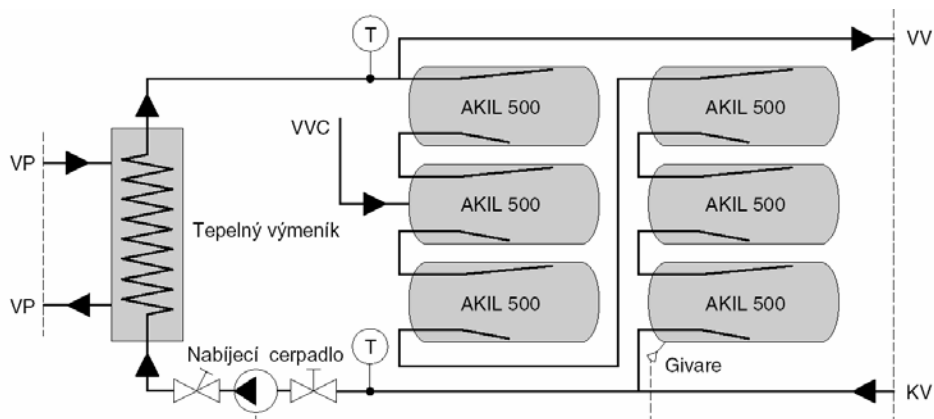 T
VV
AKIL 500
AKIL 500
VVC
VP
AKIL 500
AKIL 500
Tepelný výmeník
VP
AKIL 500
AKIL 500
Nabíjecí cerpadlo
T
Givare
KV